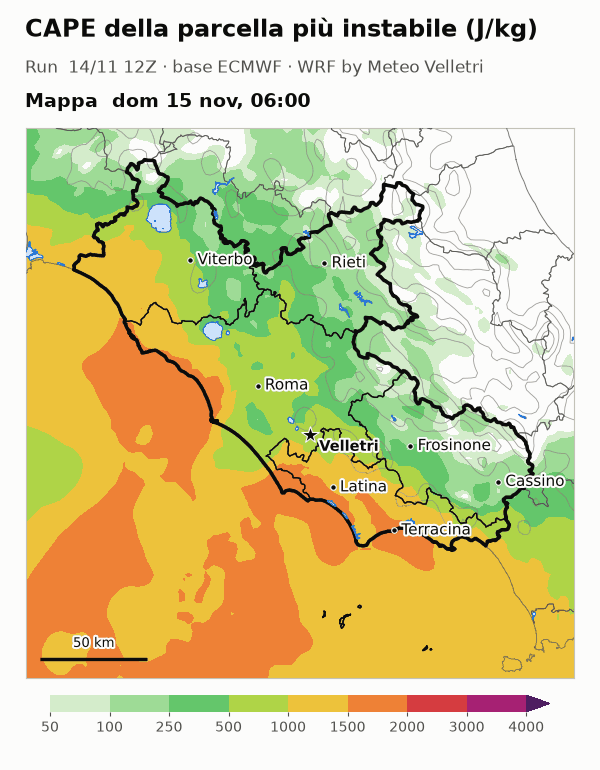 CAPE della parcella più instabile (J/kg)
Run  14/11 12Z · base ECMWF · WRF by Meteo Velletri
Mappa  dom 15 nov, 06:00
Viterbo
Rieti
Roma
Velletri
Frosinone
Cassino
Latina
Terracina
50 km
50 100 250 500 1000 1500 2000 3000 4000